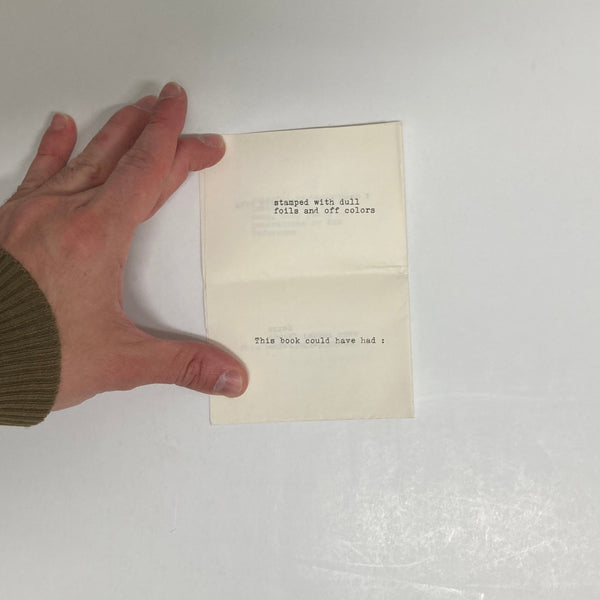 stamped with dull
foils and off colors
This book could have had :